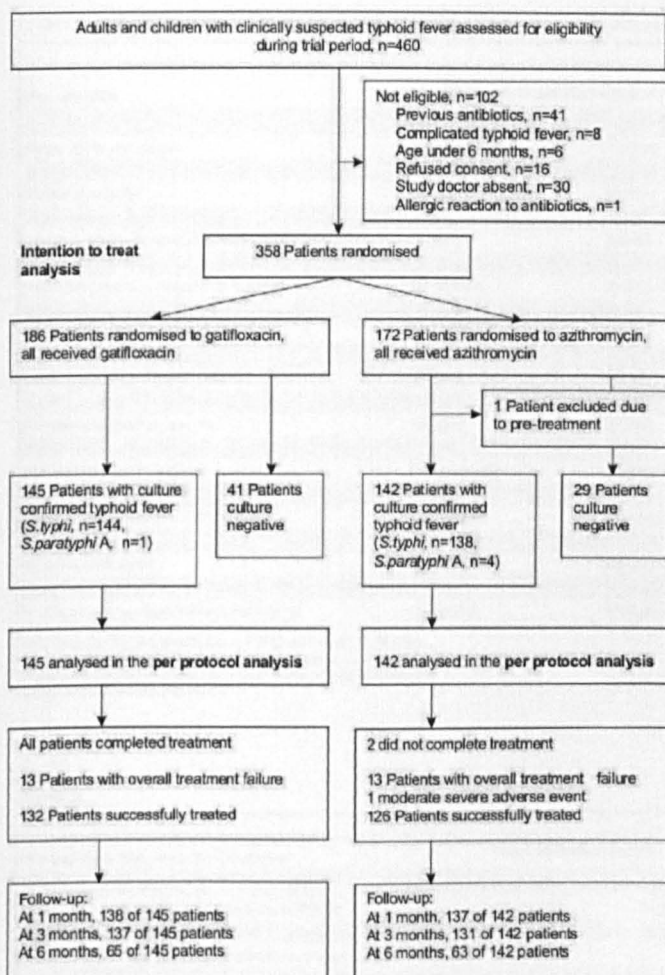 Adults and children with clinically suspected typhoid fever assessed for eligibility
during trial period, n=460
Not eligible, n=102
Previous antibiotics, n=41
Complicated typhoid fever, n=8
Age under 6 months, n=6
Refused consent, n=16
Study doctor absent, n=30
Allergic reaction to antibiotics, n=1
Intention to treat
analysis
358 Patients randomised
186 Patients randomised to gatifloxacin,
all received gatifloxacin
172 Patients randomised to azithromycin,
all received azithromycin
1 Patient excluded due
to pre-treatment
145 Patients with culture
confirmed typhoid fever
(S.typhi, n=144,
S.paratyphi A, n=1)
41 Patients
culture
negative
142 Patients with
culture confirmed
typhoid fever
(S.typhi, n=138,
S.paratyphi A, n=4)
29 Patients
culture
negative
145 analysed in the per protocol analysis
142 analysed in the per protocol analysis
All patients completed treatment
13 Patients with overall treatment failure
132 Patients successfully treated
2 did not complete treatment
13 Patients with overall treatment failure
1 moderate severe adverse event
126 Patients successfully treated
Follow-up:
At 1 month, 138 of 145 patients
At 3 months, 137 of 145 patients
At 6 months, 65 of 145 patients
Follow-up:
At 1 month, 137 of 142 patients
At 3 months, 131 of 142 patients
At 6 months, 63 of 142 patients